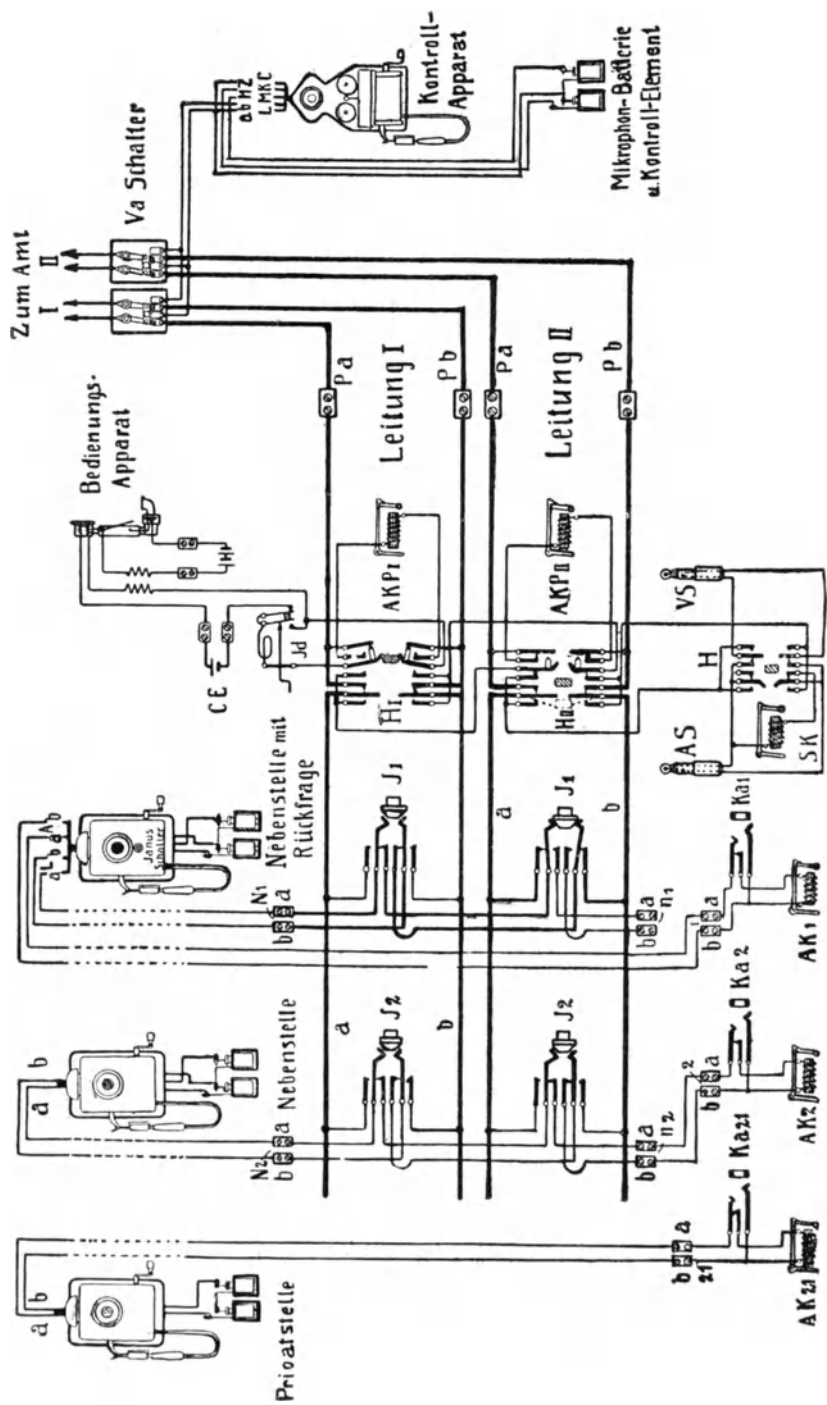 Zum Amt
I II
Va Schalter
a b M Z
L M K C
Kontroll-
Apparat
Mikrophon-Batterie
u. Kontroll-Element
Bedienungs-
Apparat
CE
Jd
Pa
Leitung I
Pb
AKPI
HI
Pa
Leitung II
Pb
AKPII
HII
VS
H
AS
SK
a L b a A b
Janus
Schalter
Nebenstelle mit
Rückfrage
N1
a
b
J1
a
J1
b
n1
a
b
1
a
b
Ka1
AK1
a b
Nebenstelle
N2
a
b
a
J2
b
J2
a
b
n2
2
a
b
Ka2
AK2
a b
Privatstelle
a
b
21
Ka21
AK21